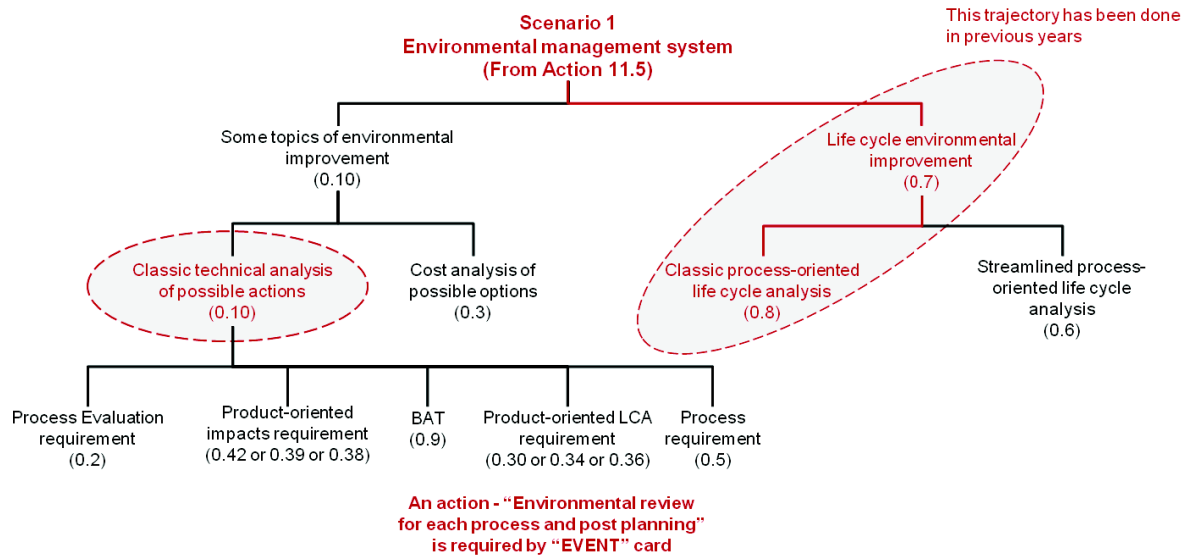 Scenario 1
Environmental management system
(From Action 11.5)
This trajectory has been done
in previous years
Some topics of environmental
improvement
(0.10)
Life cycle environmental
improvement
(0.7)
Classic technical analysis
of possible actions
(0.10)
Cost analysis of
possible options
(0.3)
Classic process-oriented
life cycle analysis
(0.8)
Streamlined process-
oriented life cycle
analysis
(0.6)
Process Evaluation
requirement
(0.2)
Product-oriented
impacts requirement
(0.42 or 0.39 or 0.38)
BAT
(0.9)
Product-oriented LCA
requirement
(0.30 or 0.34 or 0.36)
Process
requirement
(0.5)
An action - “Environmental review
for each process and post planning”
is required by “EVENT” card